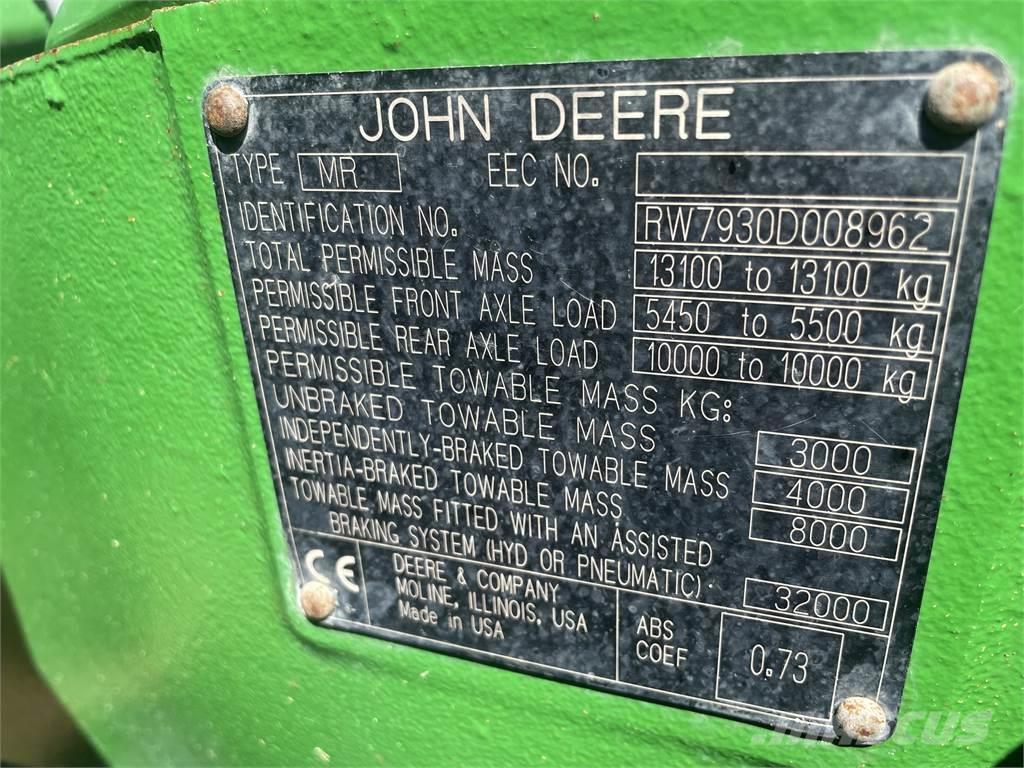 JOHN DEERE
TYPE MR EEC NO.
IDENTIFICATION NO. RW7930D008962
TOTAL PERMISSIBLE MASS 13100 to 13100 kg
PERMISSIBLE FRONT AXLE LOAD 5450 to 5500 kg
PERMISSIBLE REAR AXLE LOAD 10000 to 10000 kg
PERMISSIBLE TOWABLE MASS KG:
UNBRAKED TOWABLE MASS 3000
INDEPENDENTLY-BRAKED TOWABLE MASS 4000
INERTIA-BRAKED TOWABLE MASS 8000
TOWABLE MASS FITTED WITH AN ASSISTED
BRAKING SYSTEM (HYD OR PNEUMATIC): 32000
CE
DEERE & COMPANY
MOLINE, ILLINOIS, USA
Made in USA
ABS
COEF
0.73
MASCUS